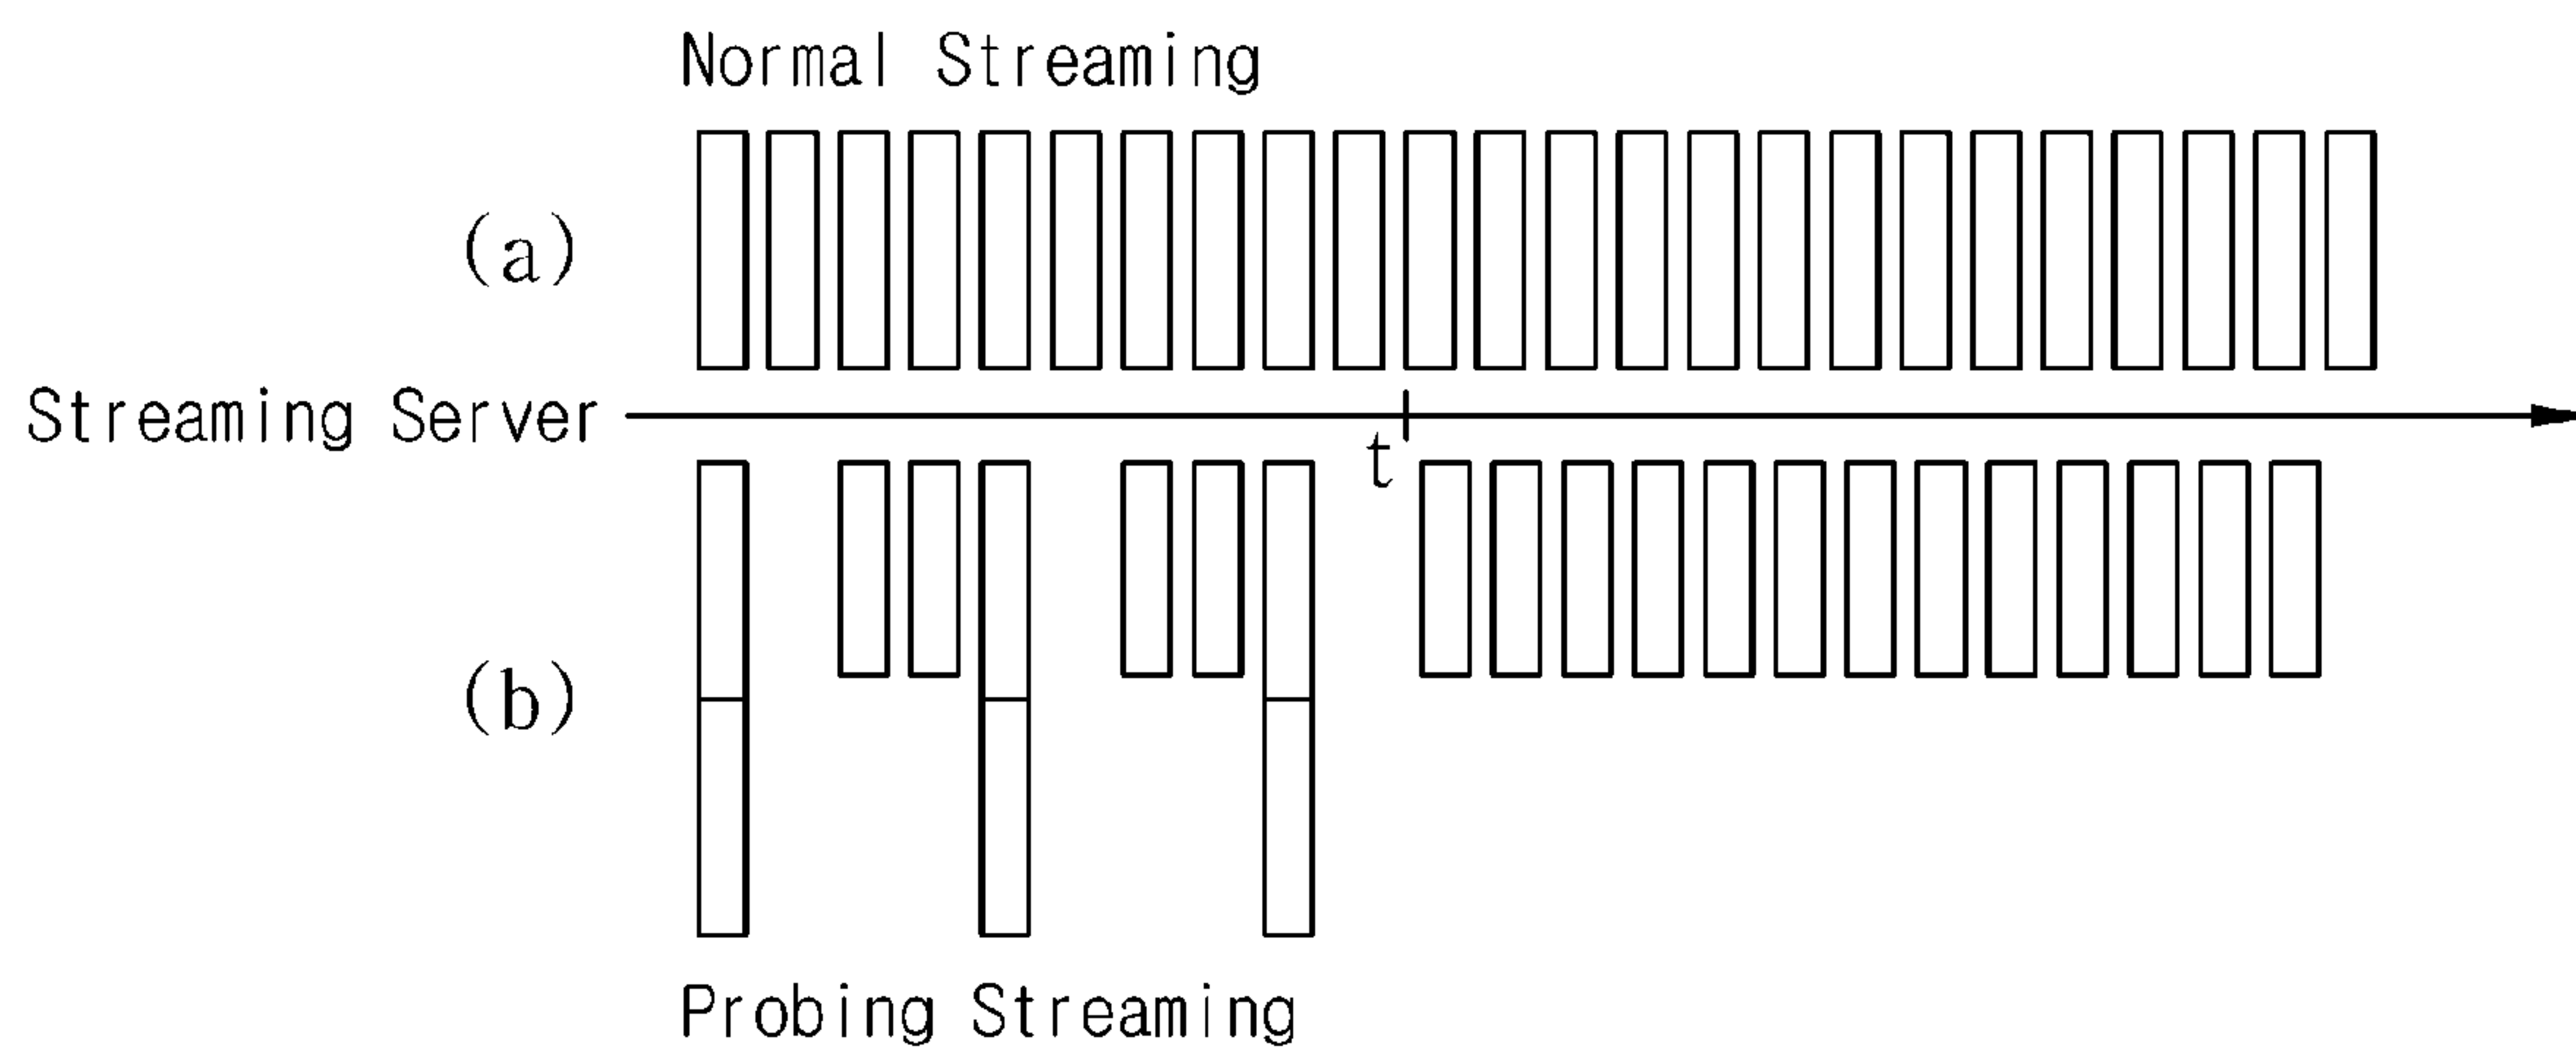 Normal Streaming
(a)
Streaming Server
t
(b)
Probing Streaming